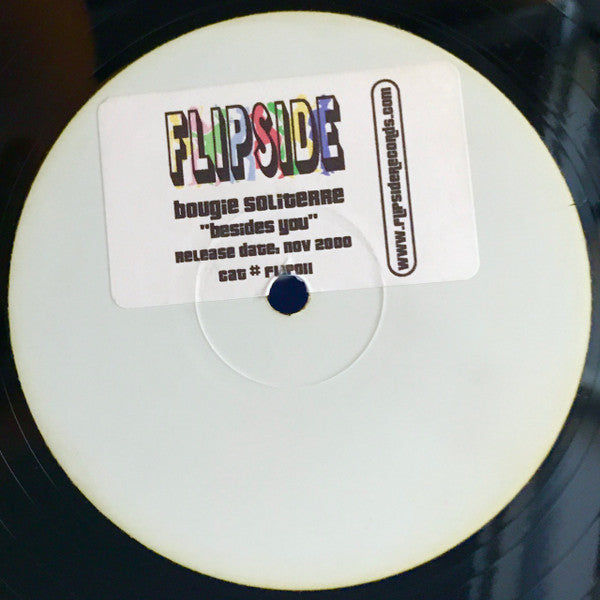 FLIPSIDE
bougie soliterre
"besides you"
Release date: nov 2000
cat # FLIP011
www.flipsiderecords.com